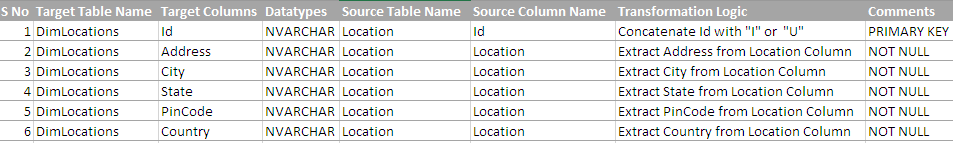 S No Target Table Name Target Columns Datatypes Source Table Name Source Column Name Transformation Logic Comments
1 DimLocations Id NVARCHAR Location Id Concatenate Id with "I" or "U" PRIMARY KEY
2 DimLocations Address NVARCHAR Location Location Extract Address from Location Column NOT NULL
3 DimLocations City NVARCHAR Location Location Extract City from Location Column NOT NULL
4 DimLocations State NVARCHAR Location Location Extract State from Location Column NOT NULL
5 DimLocations PinCode NVARCHAR Location Location Extract PinCode from Location Column NOT NULL
6 DimLocations Country NVARCHAR Location Location Extract Country from Location Column NOT NULL